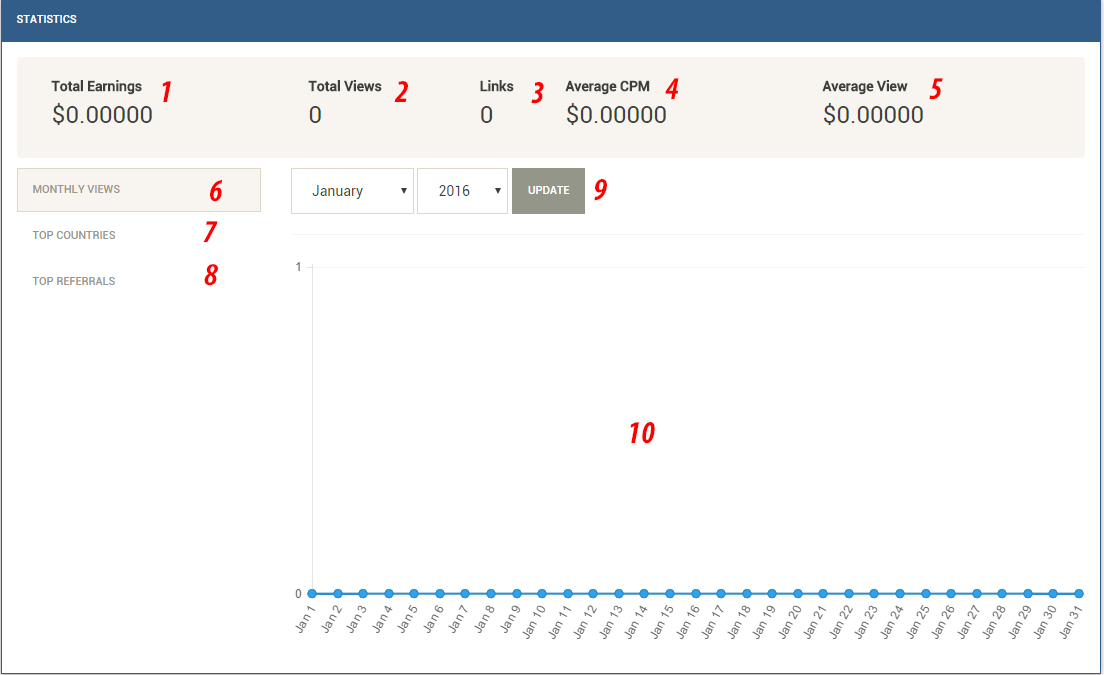 STATISTICS
Total Earnings 1
$0.00000
Total Views 2
0
Links 3
0
Average CPM 4
$0.00000
Average View 5
$0.00000
MONTHLY VIEWS 6
TOP COUNTRIES 7
TOP REFERRALS 8
January ▼ 2016 ▼ UPDATE 9
1
10
0
Jan 1 Jan 2 Jan 3 Jan 4 Jan 5 Jan 6 Jan 7 Jan 8 Jan 9 Jan 10 Jan 11 Jan 12 Jan 13 Jan 14 Jan 15 Jan 16 Jan 17 Jan 18 Jan 19 Jan 20 Jan 21 Jan 22 Jan 23 Jan 24 Jan 25 Jan 26 Jan 27 Jan 28 Jan 29 Jan 30 Jan 31